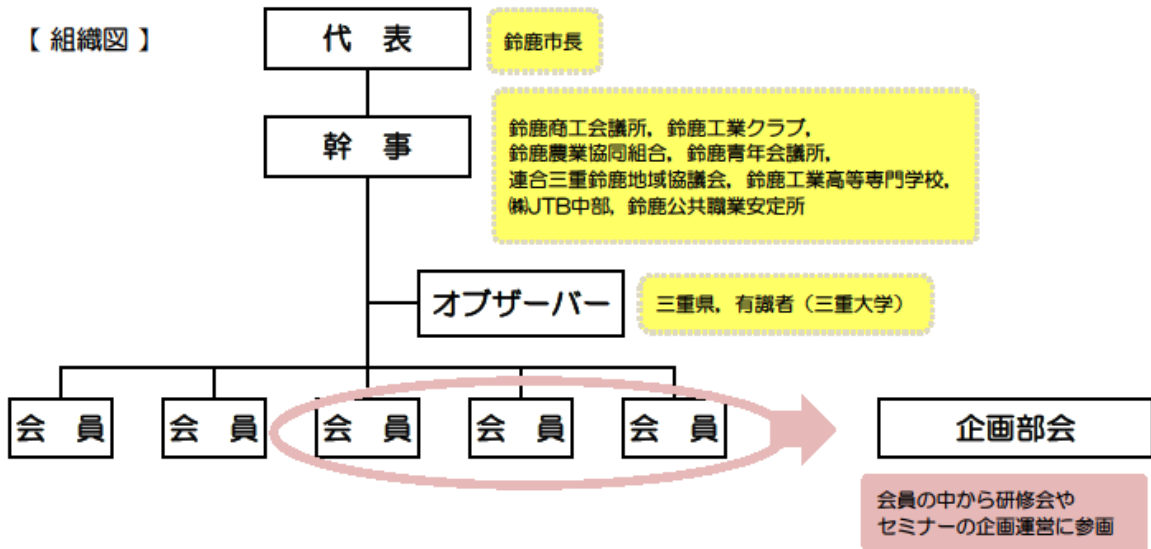 【 組織図 】
代 表
鈴鹿市長
幹 事
鈴鹿商工会議所，鈴鹿工業クラブ，
鈴鹿農業協同組合，鈴鹿青年会議所，
連合三重鈴鹿地域協議会，鈴鹿工業高等専門学校，
㈱JTB中部，鈴鹿公共職業安定所
オブザーバー
三重県，有識者（三重大学）
会 員
会 員
会 員
会 員
会 員
企画部会
会員の中から研修会や
セミナーの企画運営に参画